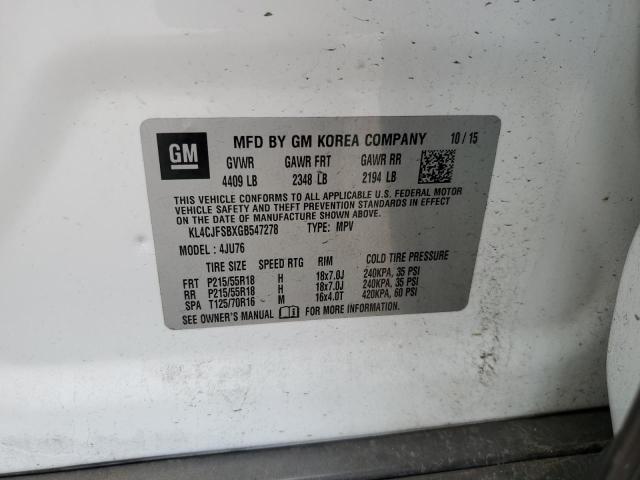 GM
MFD BY GM KOREA COMPANY 10/15
GVWR GAWR FRT GAWR RR
4409 LB 2348 LB 2194 LB
THIS VEHICLE CONFORMS TO ALL APPLICABLE U.S. FEDERAL MOTOR
VEHICLE SAFETY AND THEFT PREVENTION STANDARDS IN EFFECT
ON THE DATE OF MANUFACTURE SHOWN ABOVE.
KL4CJFSBXGB547278 TYPE: MPV
MODEL: 4JU76
TIRE SIZE SPEED RTG RIM COLD TIRE PRESSURE
FRT P215/55R18 H 18x7.0J 240KPA, 35 PSI
RR P215/55R18 H 18x7.0J 240KPA, 35 PSI
SPA T125/70R16 M 16x4.0T 420KPA, 60 PSI
SEE OWNER'S MANUAL FOR MORE INFORMATION.